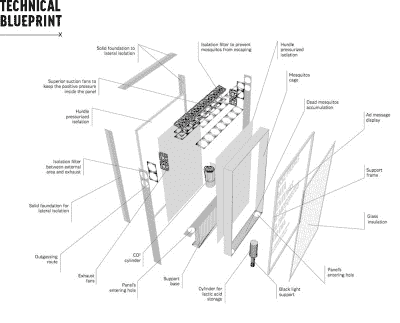 TECHNICAL
BLUEPRINT
Solid foundation to
lateral isolation
Isolation filter to prevent
mosquitos from escaping
Hurdle
pressurized
isolation
Superior suction fans to
keep the positive pressure
inside the panel
Mosquitos
cage
Dead mosquitos
accumulation
Hurdle
pressurized
isolation
Ad message
display
Isolation filter
between external
area and exhaust
Support
frame
Solid foundation for
lateral isolation
Glass
insulation
Outgassing
route
Exhaust
fans
Panel's
entering hole
CO²
cylinder
Support
base
Cylinder for
lactic acid
storage
Black light
support
Panel's
entering hole